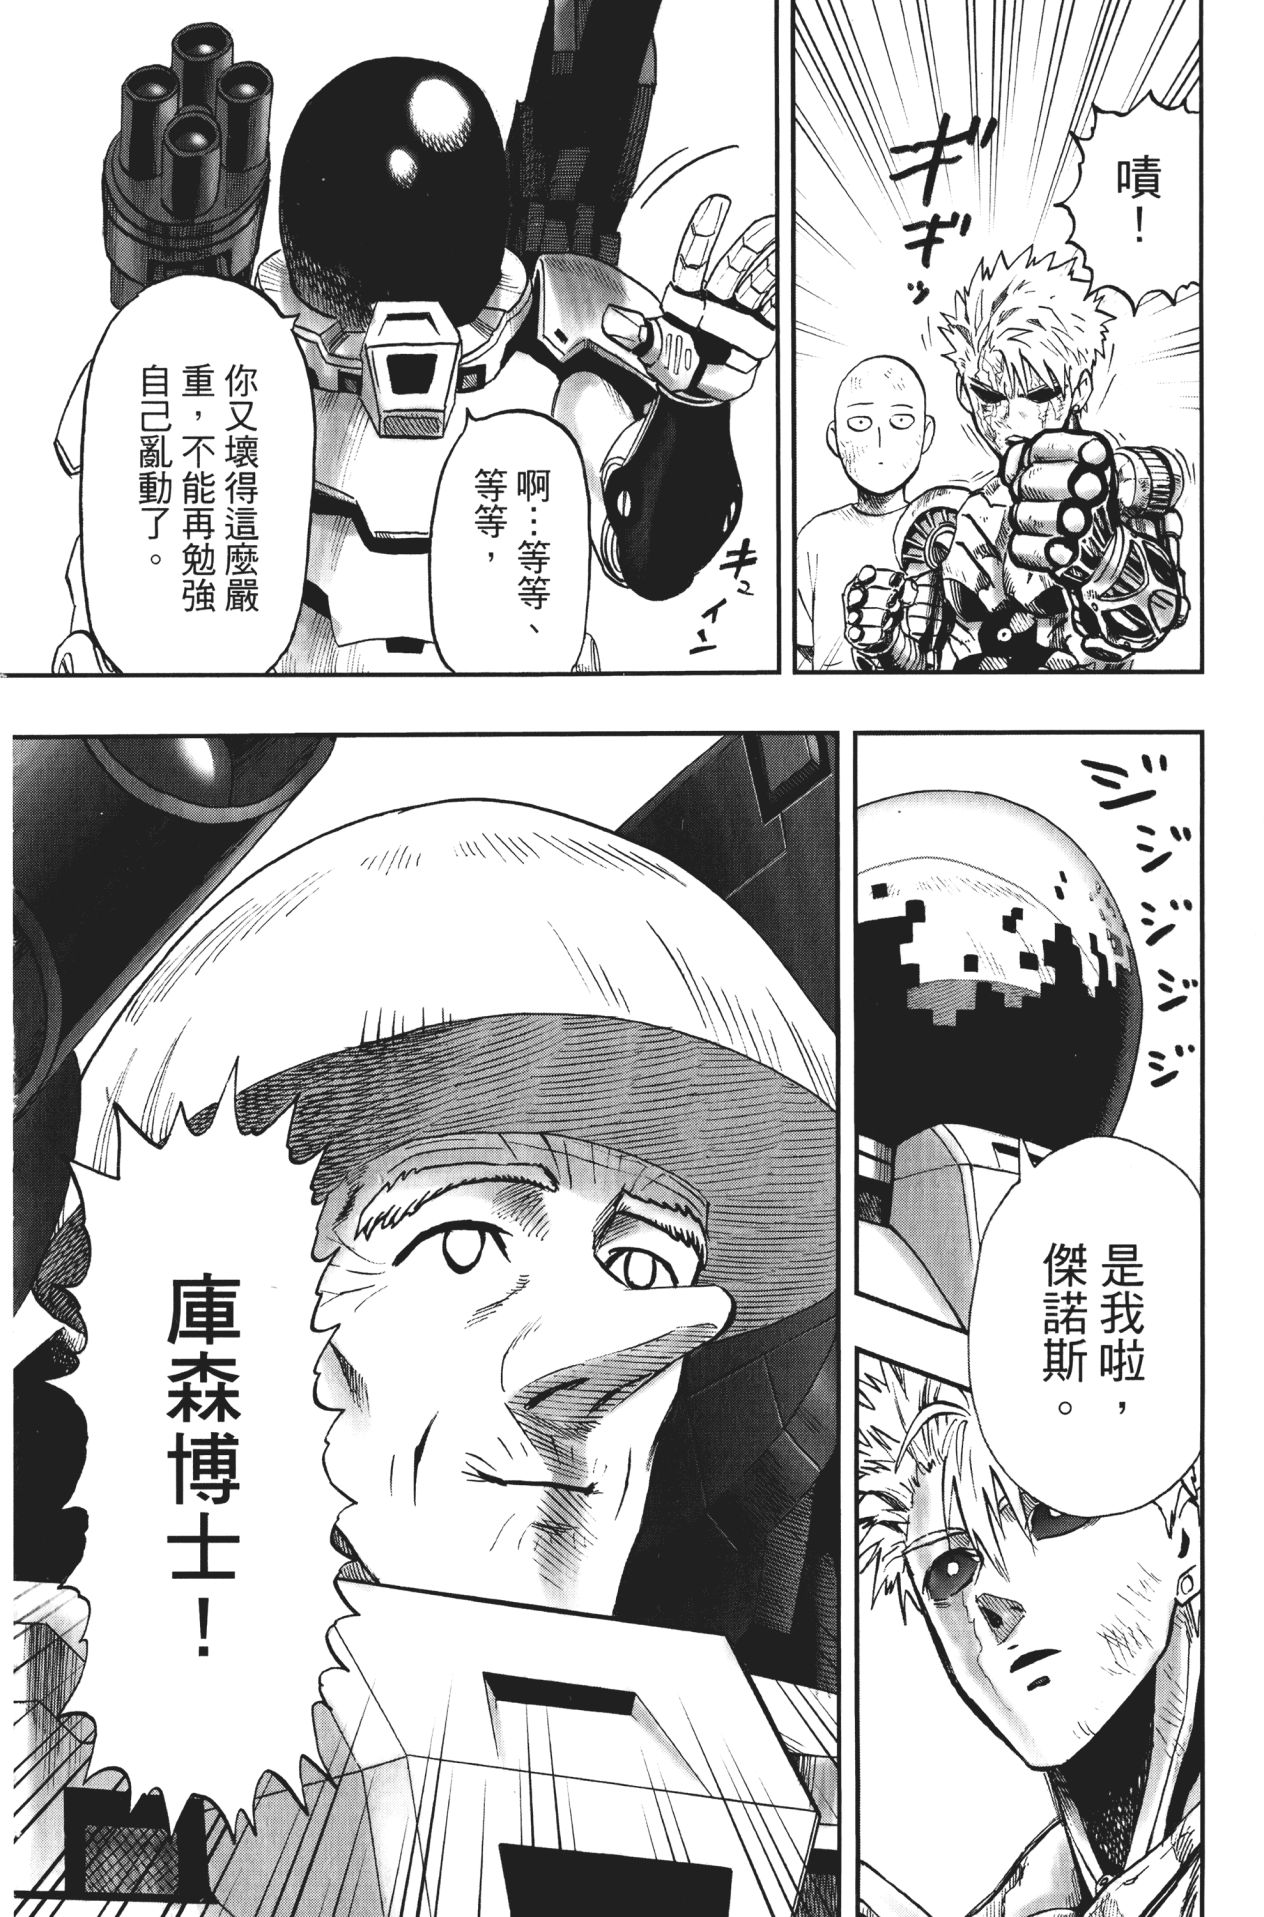 嘖！
ギギッ
啊…等等、
等等，
你又壞得這麼嚴
重，不能再勉強
自己亂動了。
キュイン
ジジジジジ
是我啦，
傑諾斯。
庫森博士！